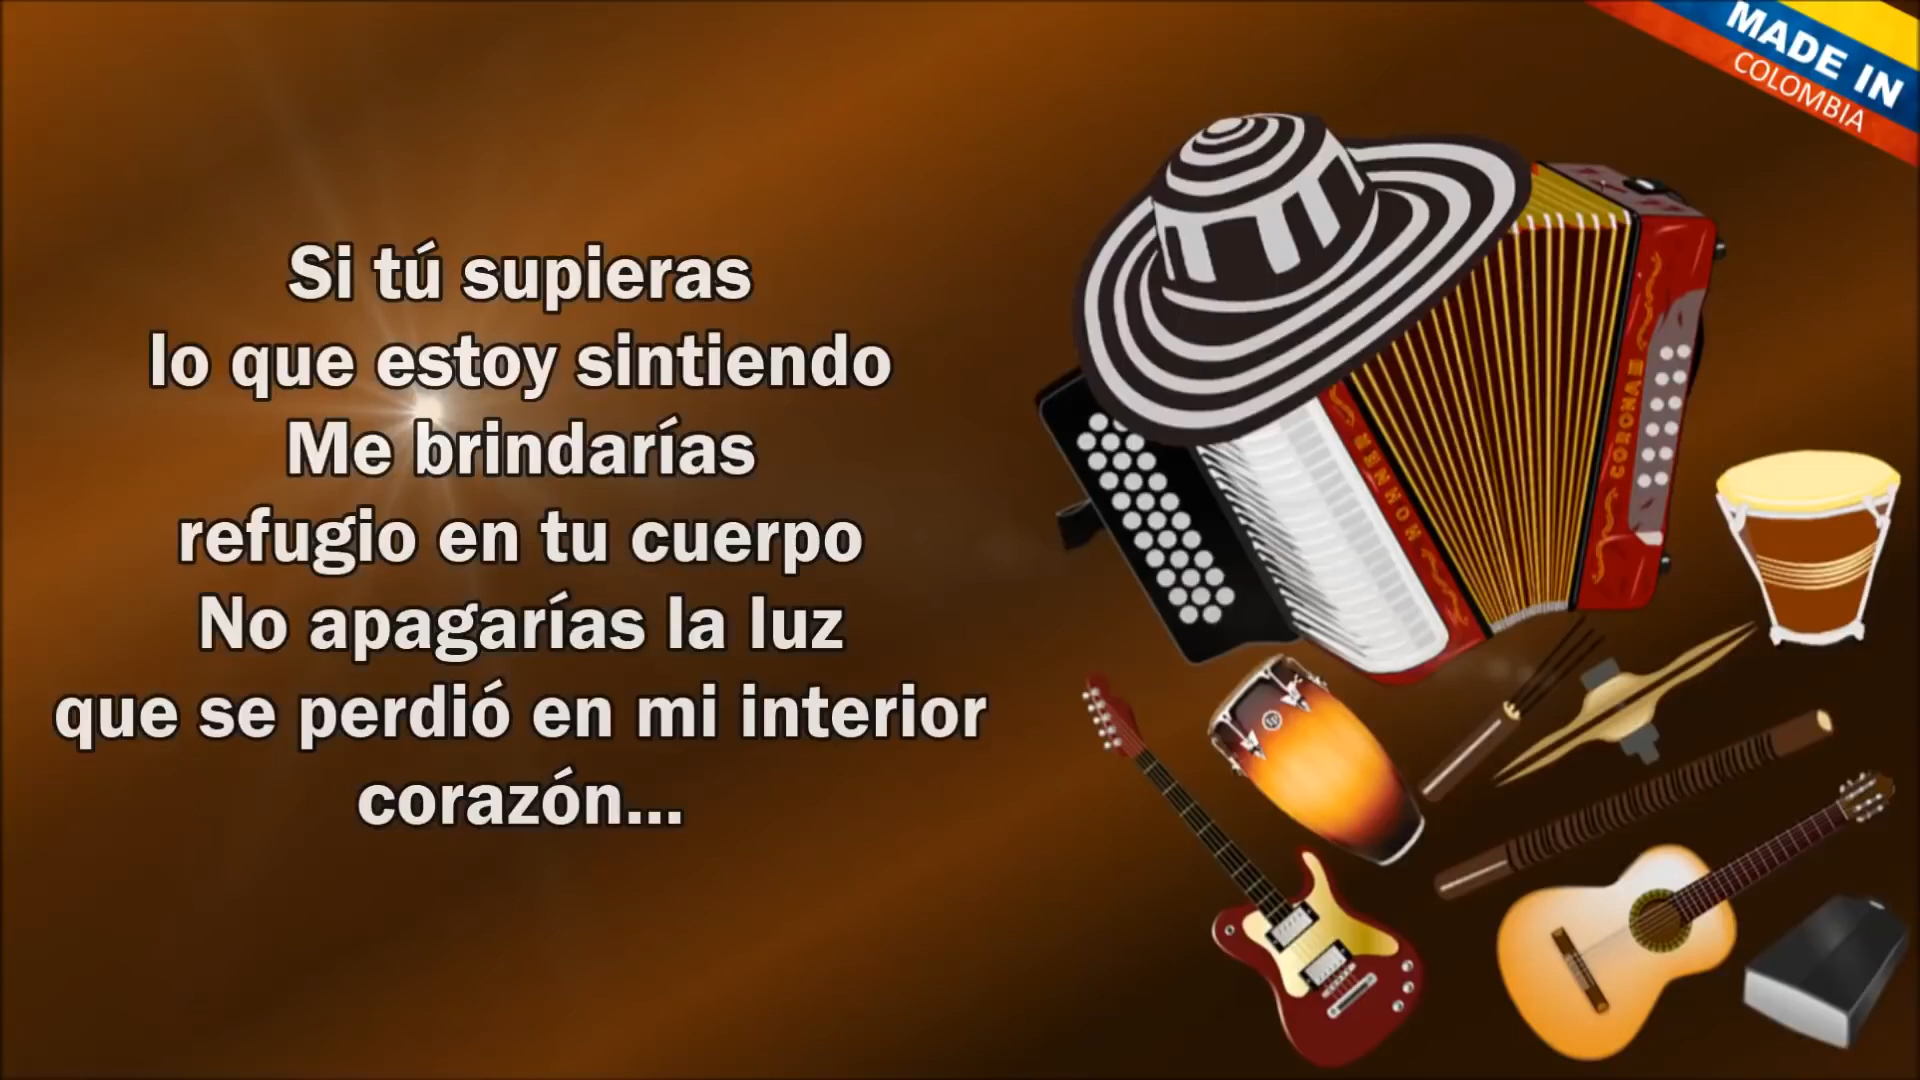 MADE IN
COLOMBIA
Si tú supieras
lo que estoy sintiendo
Me brindarías
refugio en tu cuerpo
No apagarías la luz
que se perdió en mi interior
corazón...
HOHNER
CORONA III